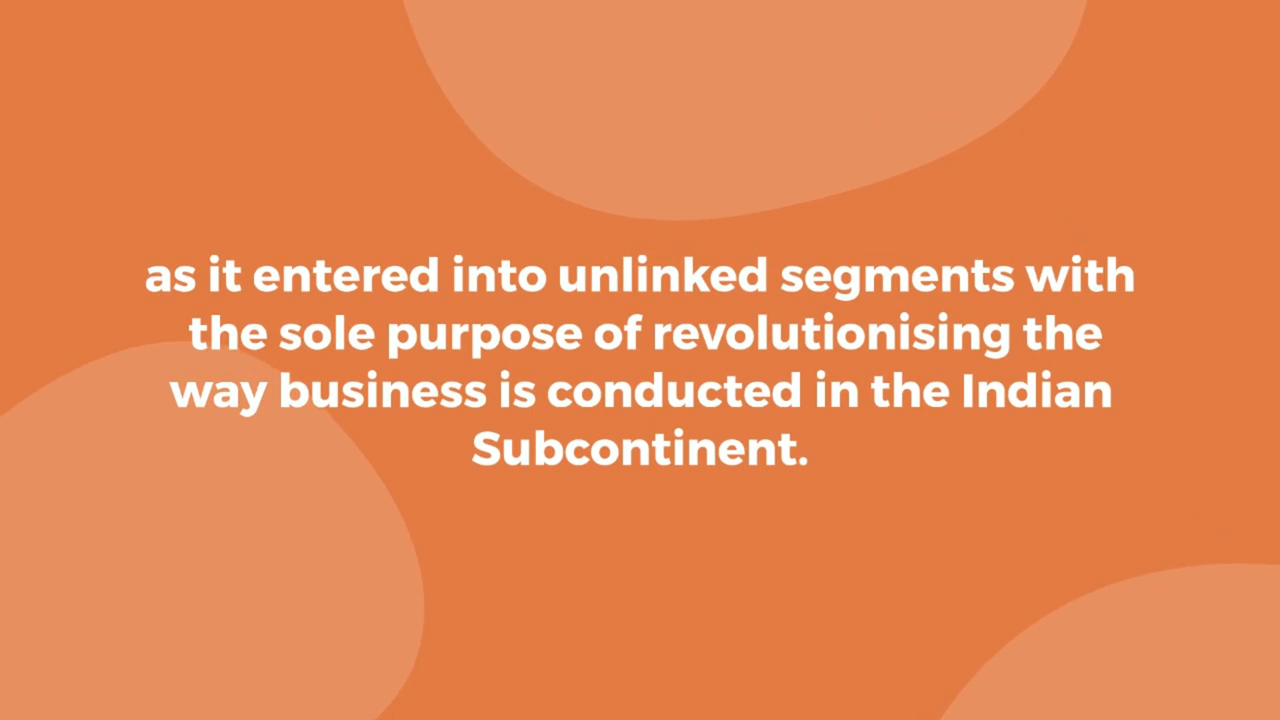 as it entered into unlinked segments with
the sole purpose of revolutionising the
way business is conducted in the Indian
Subcontinent.